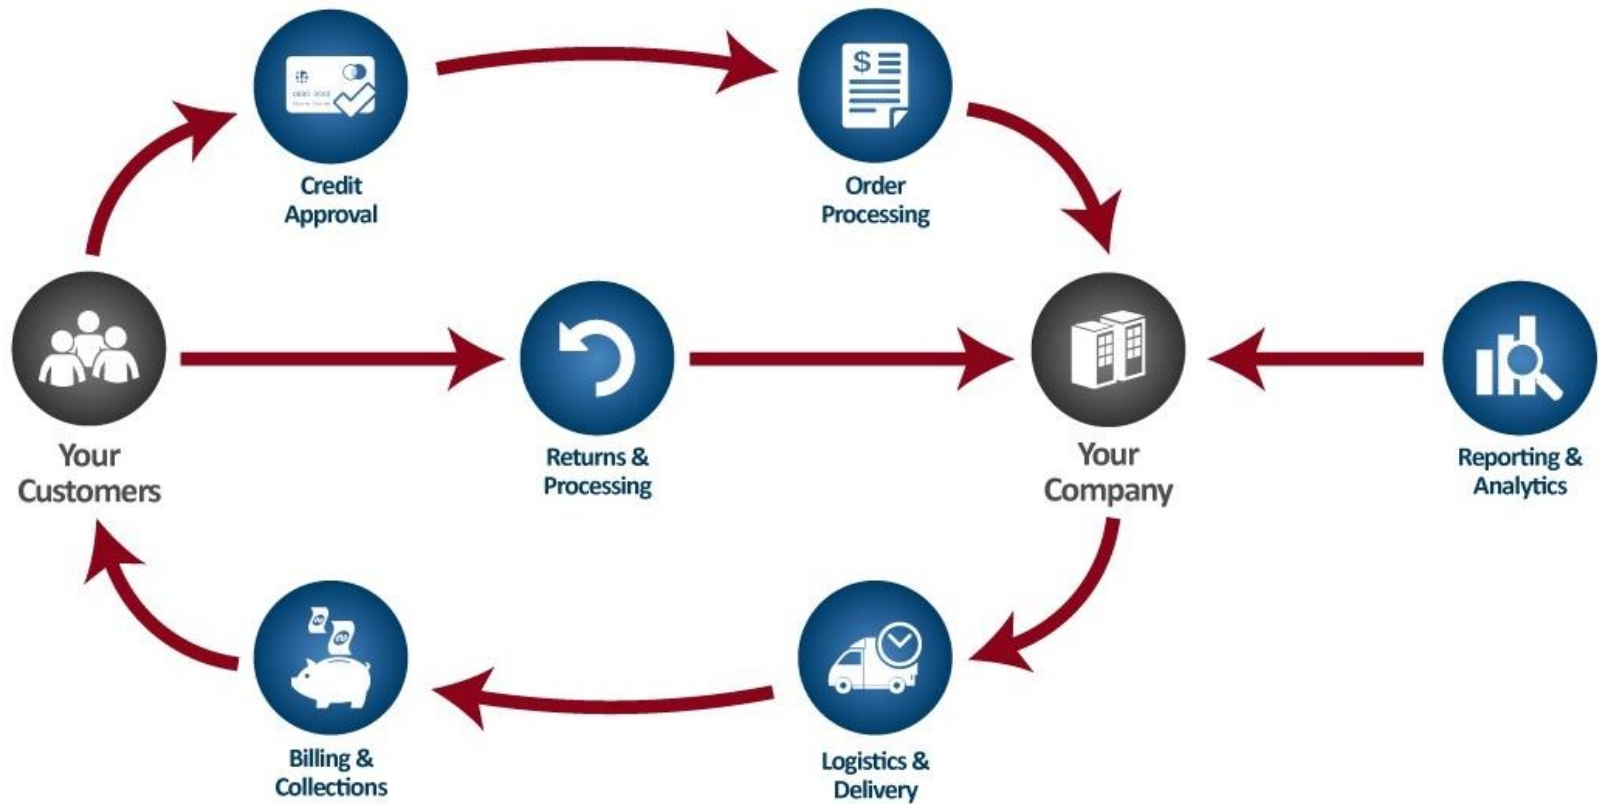 Credit
Approval
$
Order
Processing
Your
Customers
Returns &
Processing
Your
Company
Reporting &
Analytics
Billing &
Collections
Logistics &
Delivery